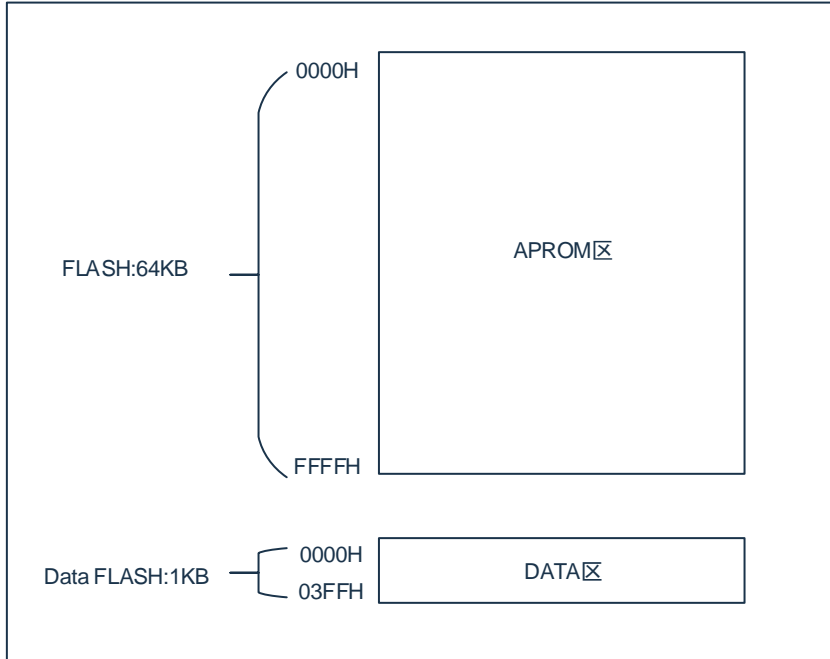 0000H
APROM区
FLASH:64KB
FFFFH
0000H
DATA区
Data FLASH:1KB
03FFH